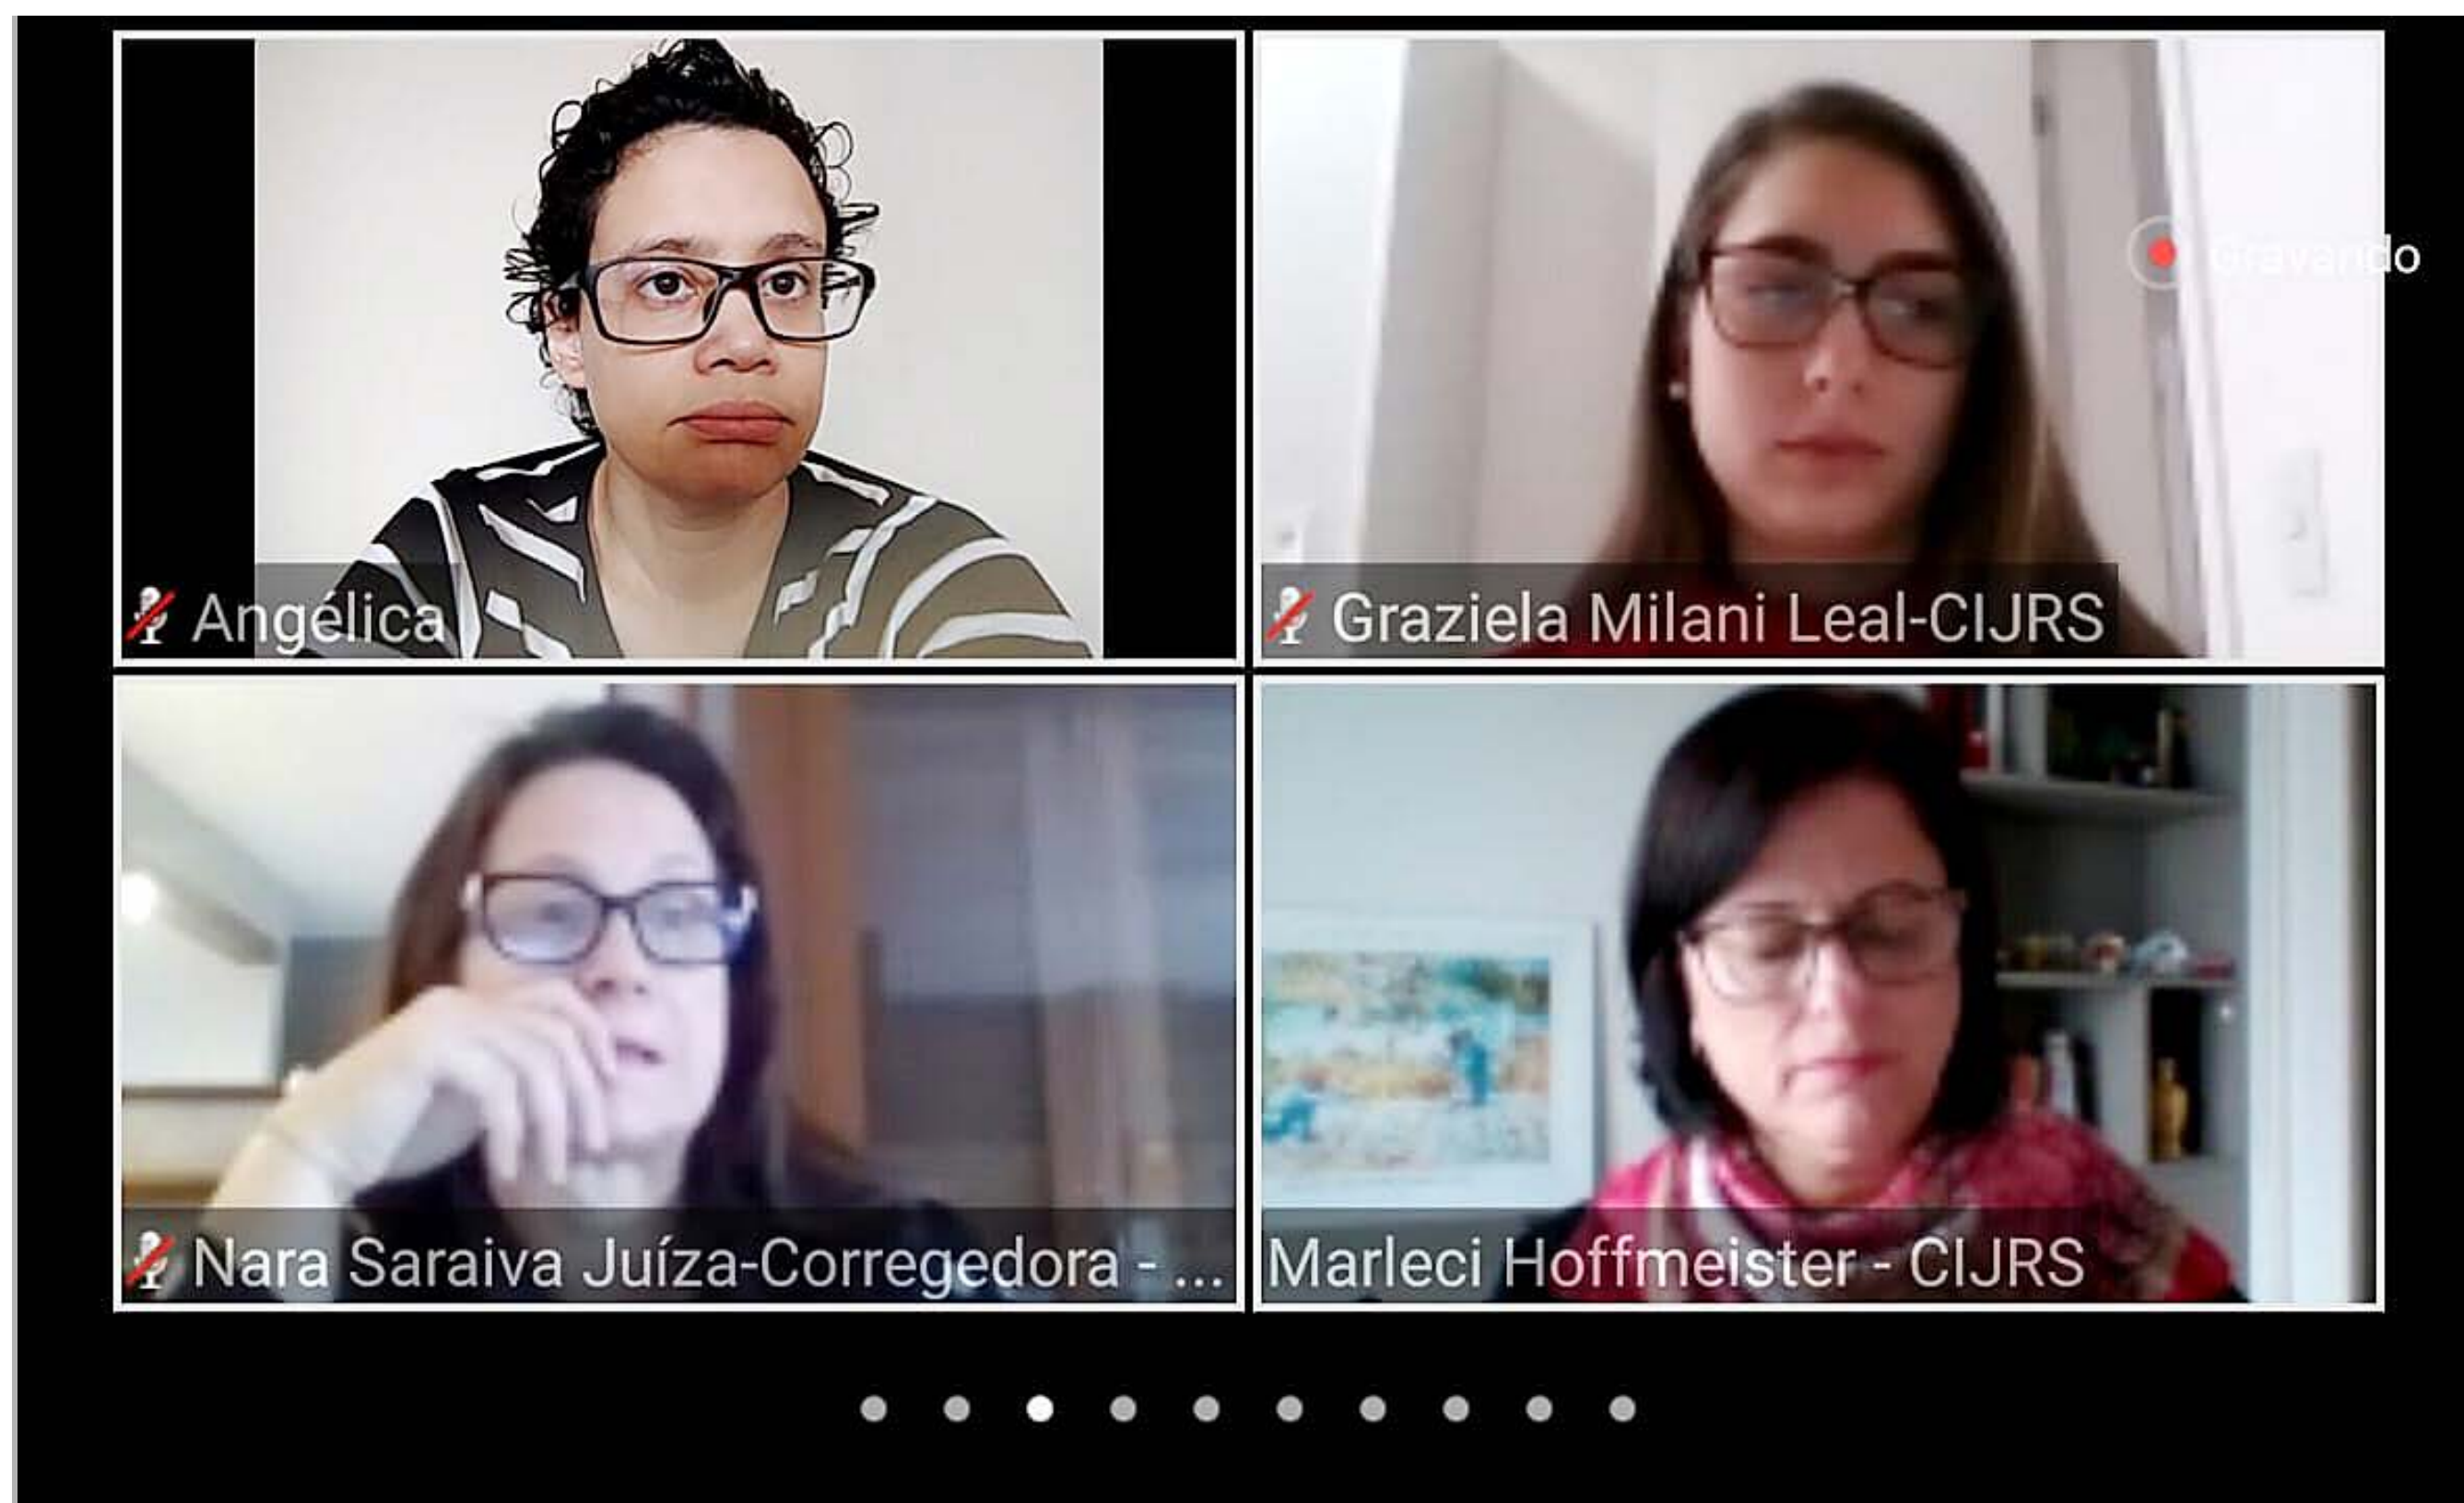 Gravando
Angélica
Graziela Milani Leal-CIJRS
Nara Saraiva Juíza-Corregedora - ...
Marleci Hoffmeister - CIJRS